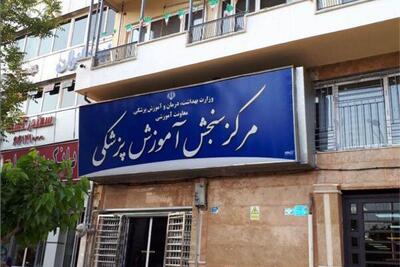 وزارت بهداشت، درمان و آموزش پزشکی
معاونت آموزشی
مرکز سنجش آموزش پزشکی